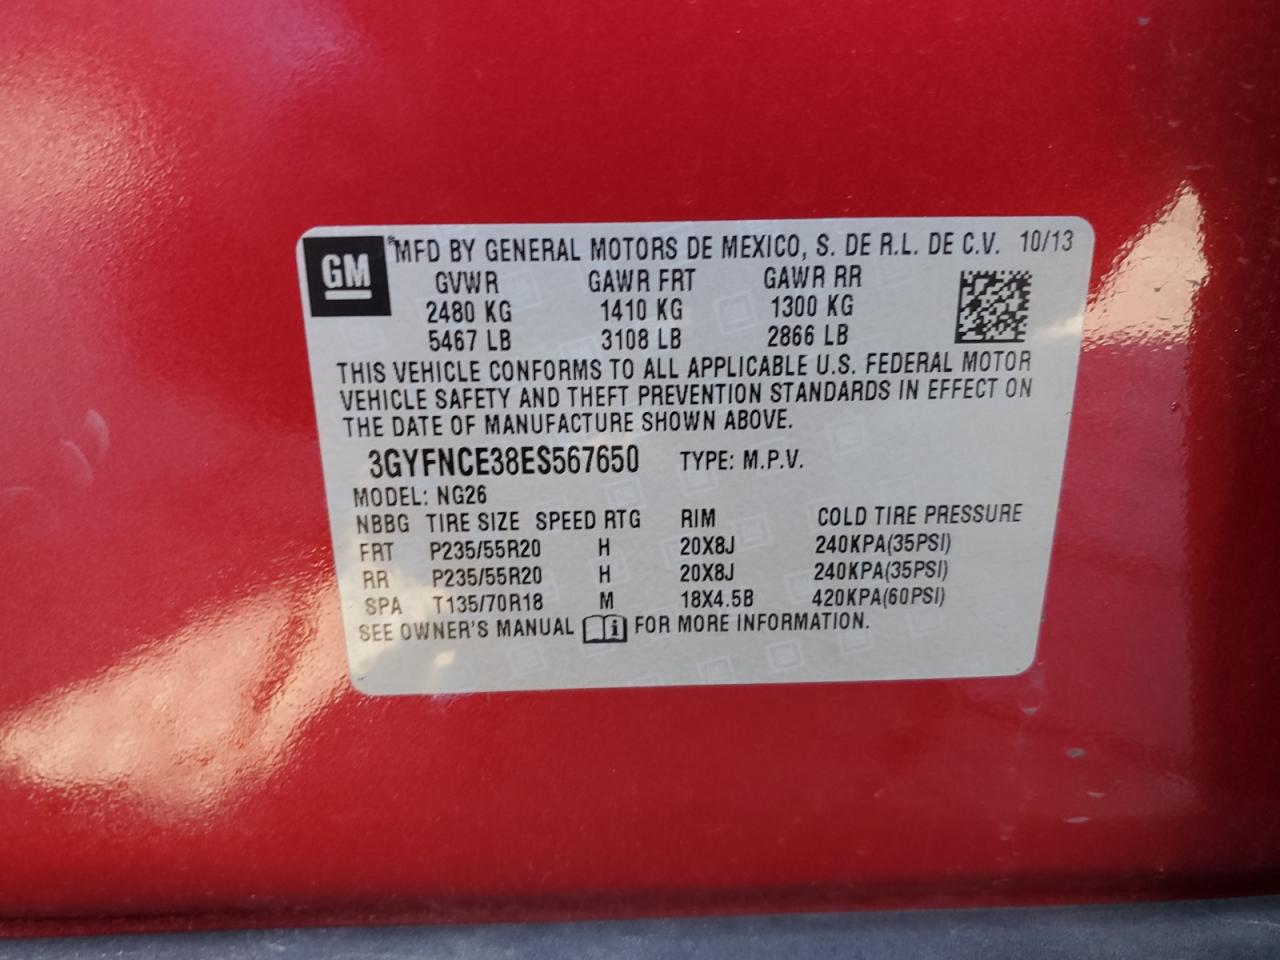 GM
*MFD BY GENERAL MOTORS DE MEXICO, S. DE R.L. DE C.V. 10/13
GVWR GAWR FRT GAWR RR
2480 KG 1410 KG 1300 KG
5467 LB 3108 LB 2866 LB
THIS VEHICLE CONFORMS TO ALL APPLICABLE U.S. FEDERAL MOTOR
VEHICLE SAFETY AND THEFT PREVENTION STANDARDS IN EFFECT ON
THE DATE OF MANUFACTURE SHOWN ABOVE.
3GYFNCE38ES567650 TYPE: M.P.V.
MODEL: NG26
NBBG TIRE SIZE SPEED RTG RIM COLD TIRE PRESSURE
FRT P235/55R20 H 20X8J 240KPA(35PSI)
RR P235/55R20 H 20X8J 240KPA(35PSI)
SPA T135/70R18 M 18X4.5B 420KPA(60PSI)
SEE OWNER'S MANUAL i FOR MORE INFORMATION.